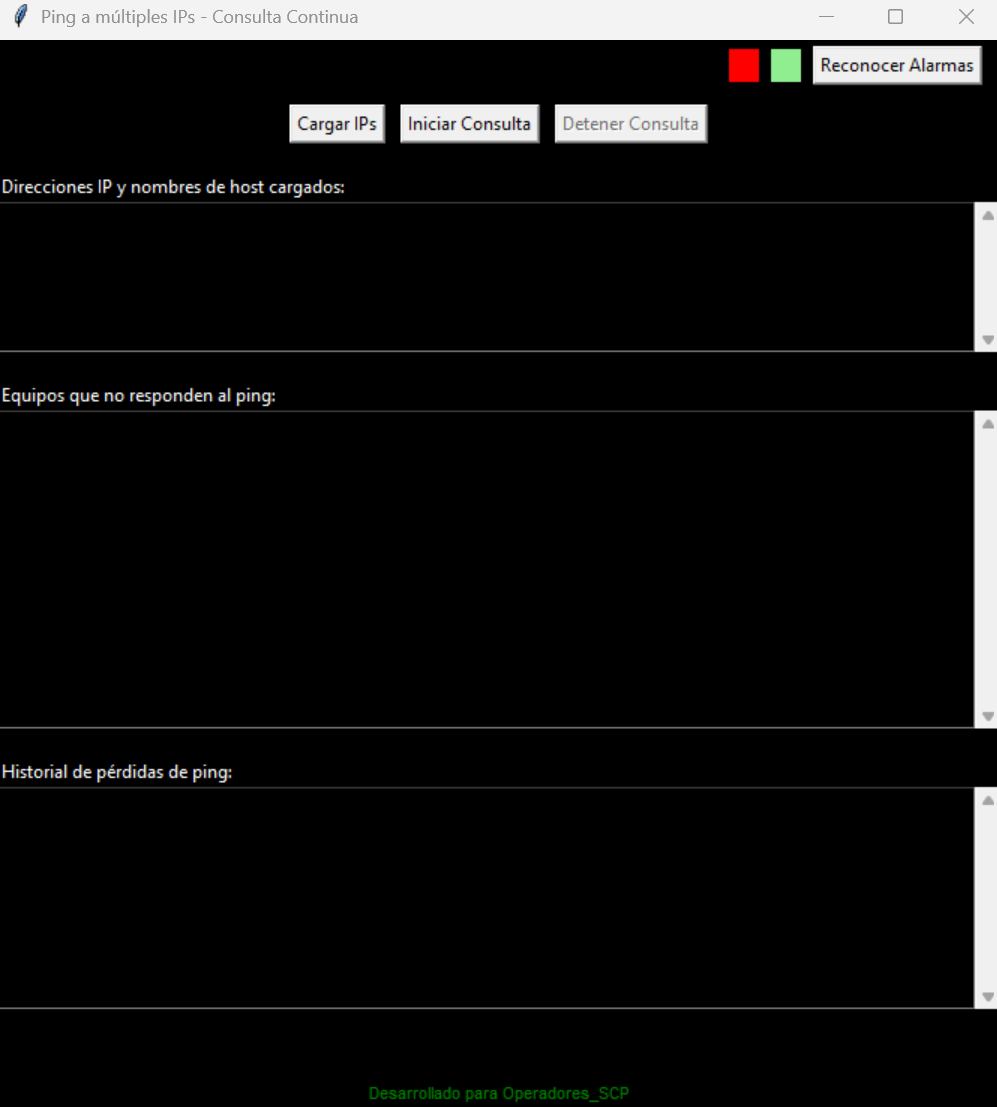 Ping a múltiples IPs - Consulta Continua
Reconocer Alarmas
Cargar IPs Iniciar Consulta Detener Consulta
Direcciones IP y nombres de host cargados:
Equipos que no responden al ping:
Historial de pérdidas de ping:
Desarrollado para Operadores_SCP